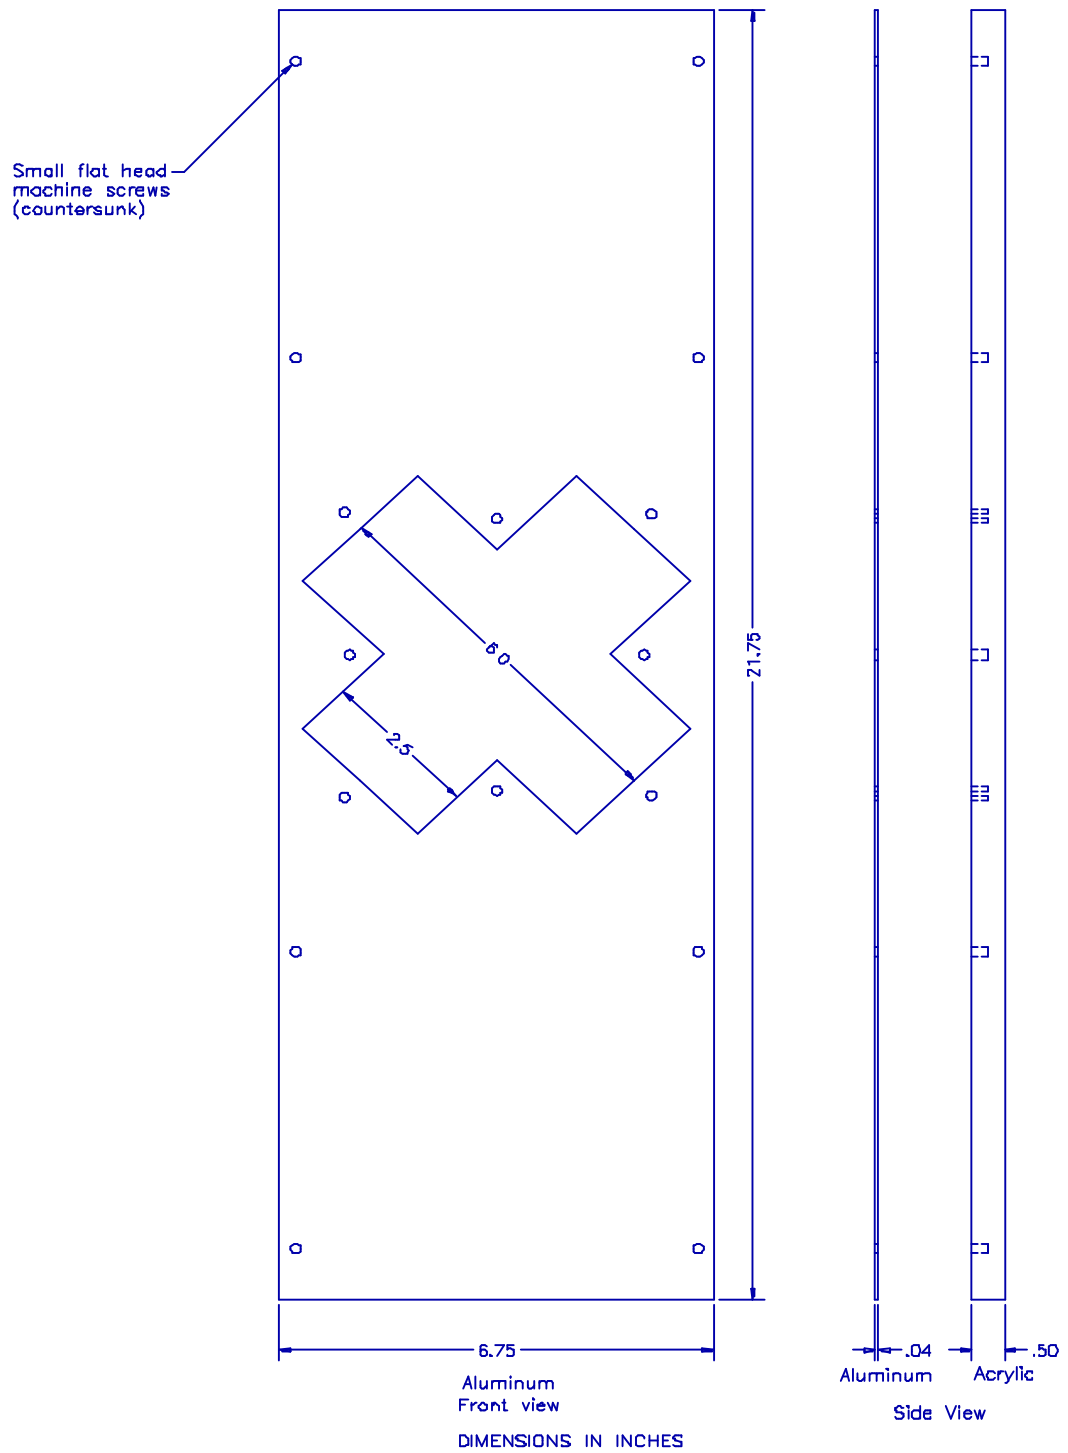 Small flat head
machine screws
(countersunk)
6.0
21.75
2.5
6.75
.04
.50
Aluminum
Front view
Aluminum
Acrylic
Side View
DIMENSIONS IN INCHES